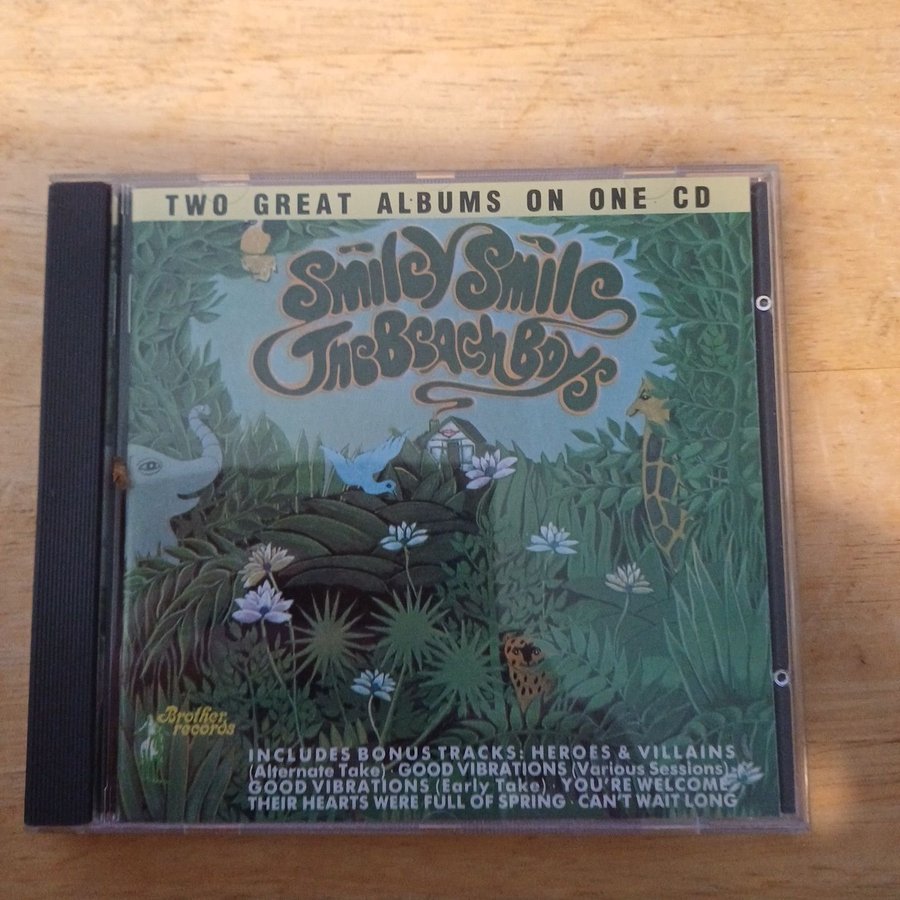 TWO GREAT ALBUMS ON ONE CD
Smiley Smile
The Beach Boys
Brother
records
INCLUDES BONUS TRACKS: HEROES & VILLAINS
(Alternate Take) · GOOD VIBRATIONS (Various Sessions)
GOOD VIBRATIONS (Early Take) · YOU'RE WELCOME
THEIR HEARTS WERE FULL OF SPRING · CAN'T WAIT LONG